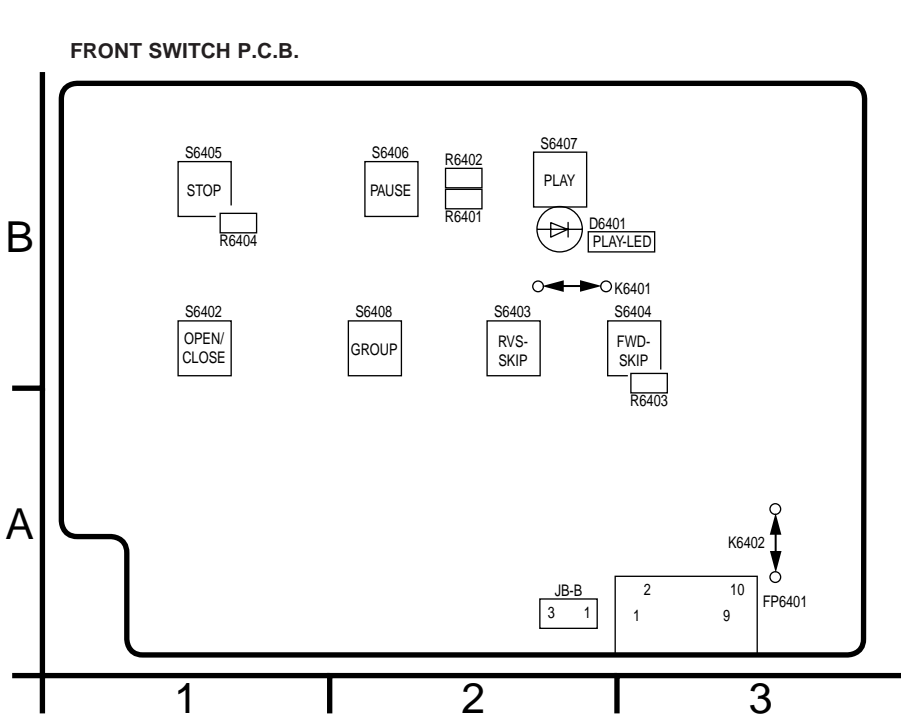 FRONT SWITCH P.C.B.
S6405
STOP
R6404
S6406
PAUSE
R6402
R6401
S6407
PLAY
D6401
PLAY-LED
K6401
B
S6402
OPEN/
CLOSE
S6408
GROUP
S6403
RVS-
SKIP
S6404
FWD-
SKIP
R6403
A
K6402
JB-B
3 1
2 10
1 9
FP6401
1 2 3